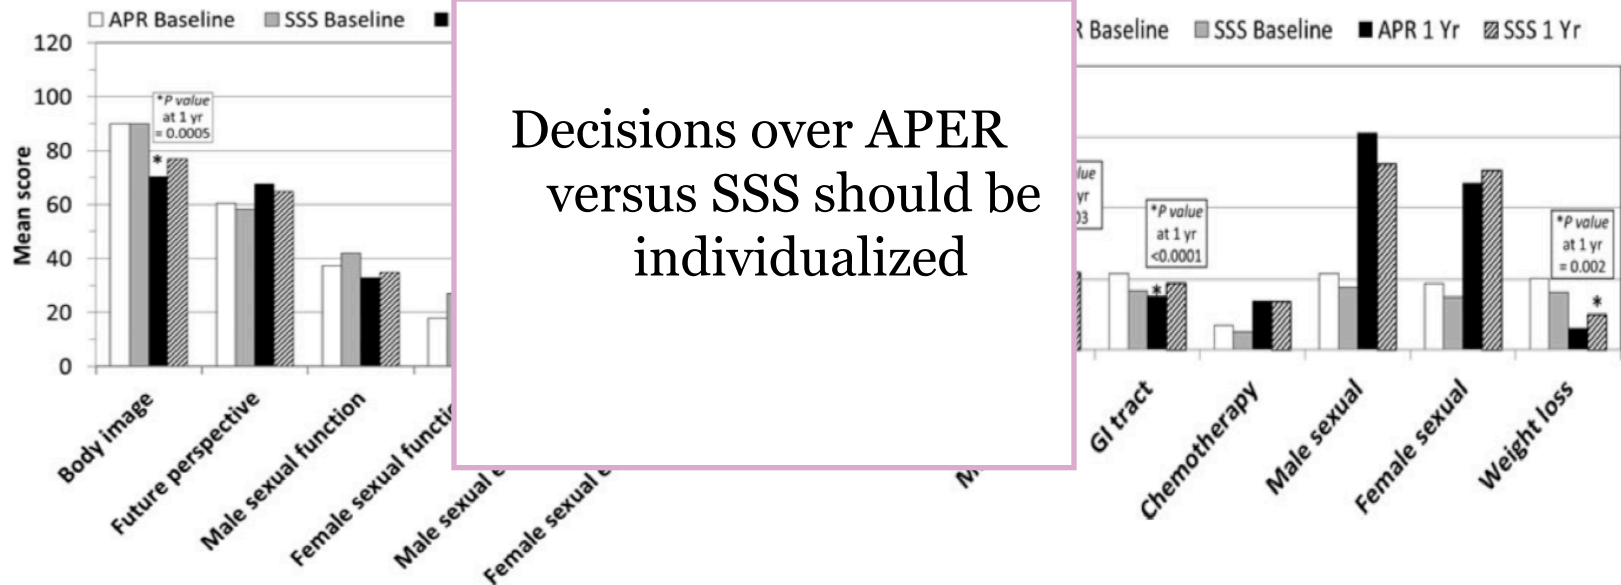 APR Baseline SSS Baseline
120
100
80
60
40
20
0
Mean score
*P value
at 1 yr
= 0.0005
*
Body image
Future perspective
Male sexual function
Female sexual
Male sexual
Female sexual
Decisions over APER
versus SSS should be
individualized
Baseline SSS Baseline APR 1 Yr SSS 1 Yr
*P value
at 1 yr
<0.0001
*
*P value
at 1 yr
= 0.002
*
GI tract
Chemotherapy
Male sexual
Female sexual
Weight loss